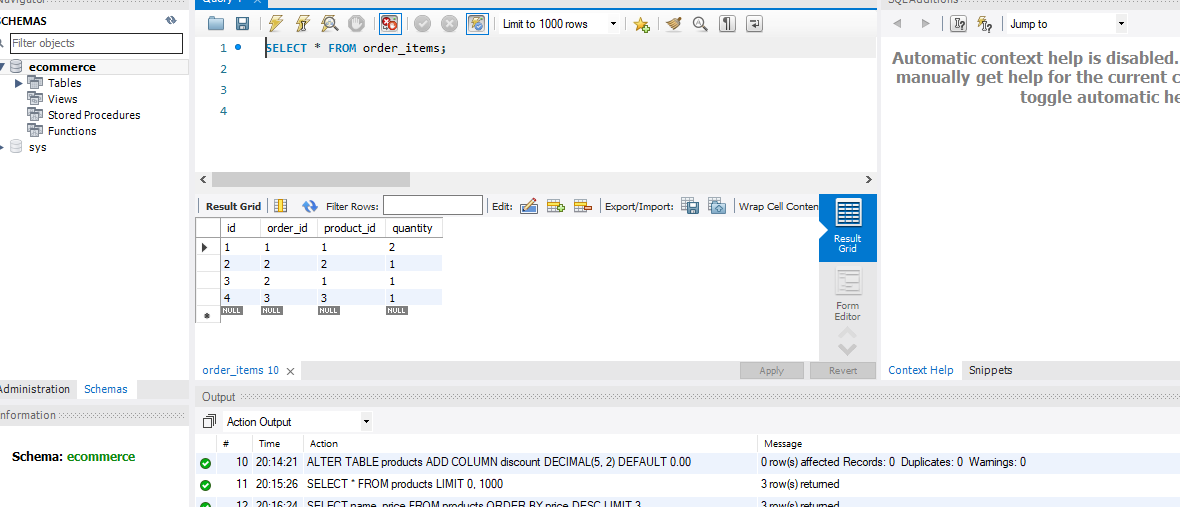 Navigator
Query 1
SQLAdditions
SCHEMAS
Filter objects
ecommerce
Tables
Views
Stored Procedures
Functions
sys
Limit to 1000 rows
1 SELECT * FROM order_items;
2
3
4
Jump to
Automatic context help is disabled.
manually get help for the current c
toggle automatic he
Result Grid Filter Rows: Edit: Export/Import: Wrap Cell Conten
id order_id product_id quantity
1 1 1 2
2 2 2 1
3 2 1 1
4 3 3 1
NULL NULL NULL NULL
Result
Grid
Form
Editor
order_items 10
Apply Revert
Context Help Snippets
Administration Schemas
Information
Schema: ecommerce
Output
Action Output
# Time Action Message
10 20:14:21 ALTER TABLE products ADD COLUMN discount DECIMAL(5, 2) DEFAULT 0.00 0 row(s) affected Records: 0 Duplicates: 0 Warnings: 0
11 20:15:26 SELECT * FROM products LIMIT 0, 1000 3 row(s) returned
12 20:16:24 SELECT name, price FROM products ORDER BY price DESC LIMIT 3 3 row(s) returned